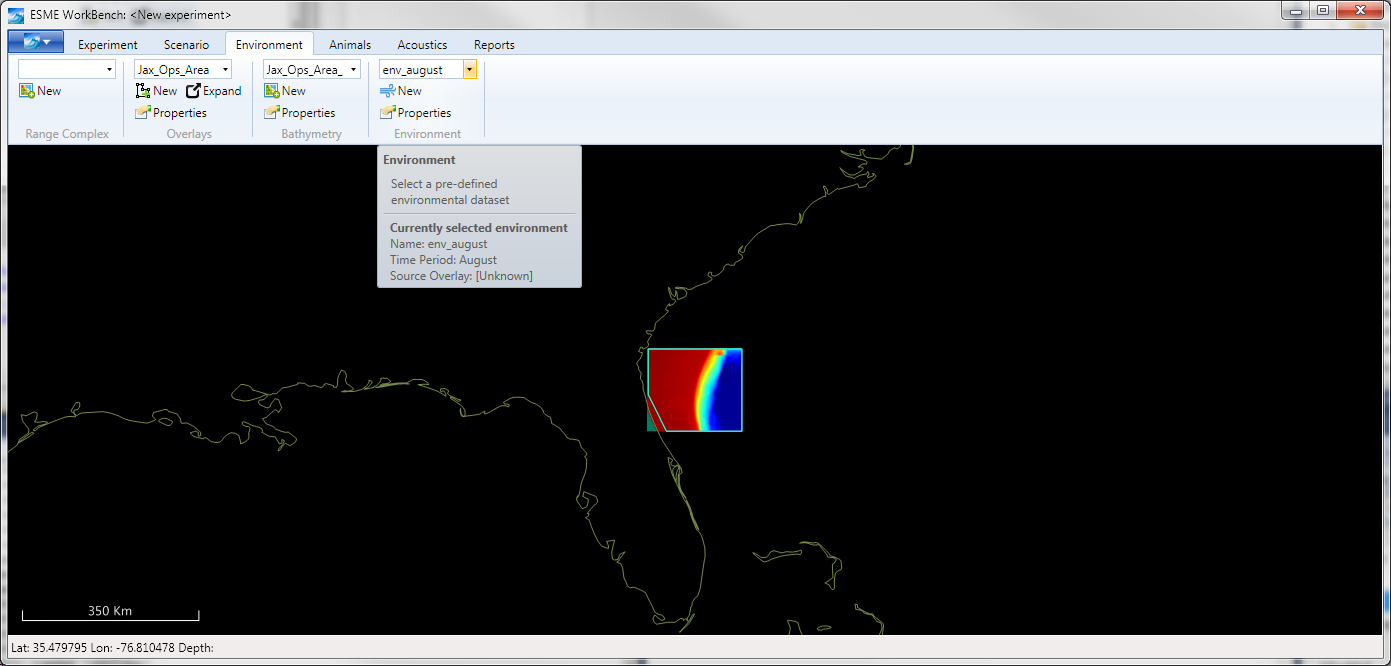 ESME WorkBench: <New experiment>
Experiment Scenario Environment Animals Acoustics Reports
Jax_Ops_Area Jax_Ops_Area_ env_august
New New Expand New New
Properties Properties Properties
Range Complex Overlays Bathymetry Environment
Environment
Select a pre-defined
environmental dataset
Currently selected environment
Name: env_august
Time Period: August
Source Overlay: [Unknown]
350 Km
Lat: 35.479795 Lon: -76.810478 Depth: